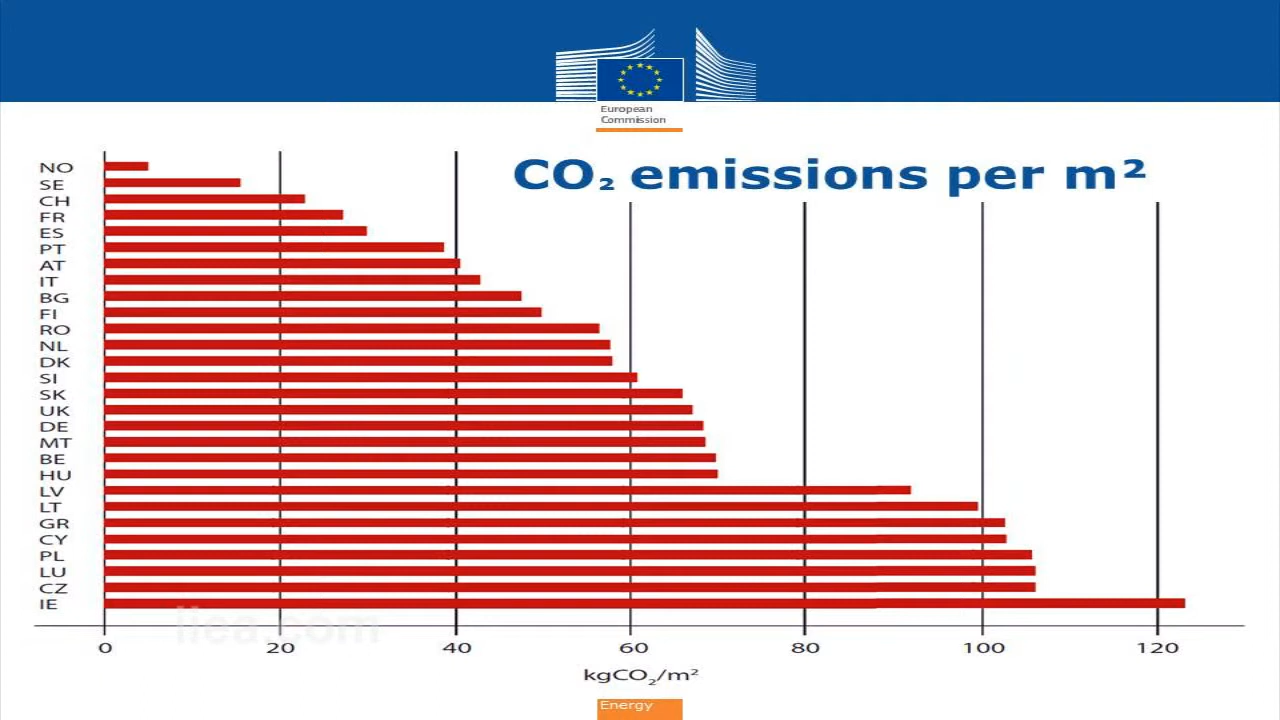 European
Commission
CO₂ emissions per m²
NO
SE
CH
FR
ES
PT
AT
IT
BG
FI
RO
NL
DK
SI
SK
UK
DE
MT
BE
HU
LV
LT
GR
CY
PL
LU
CZ
IE
iiea.com
0 20 40 60 80 100 120
kgCO₂/m²
Energy